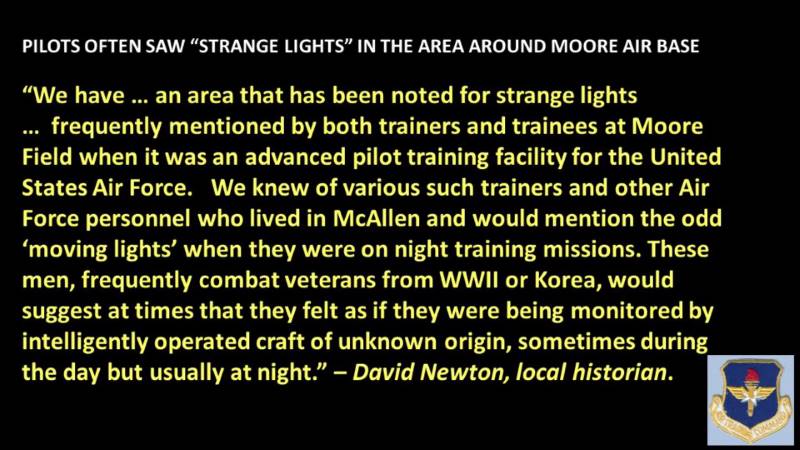 PILOTS OFTEN SAW “STRANGE LIGHTS” IN THE AREA AROUND MOORE AIR BASE
“We have … an area that has been noted for strange lights
… frequently mentioned by both trainers and trainees at Moore
Field when it was an advanced pilot training facility for the United
States Air Force. We knew of various such trainers and other Air
Force personnel who lived in McAllen and would mention the odd
‘moving lights’ when they were on night training missions. These
men, frequently combat veterans from WWII or Korea, would
suggest at times that they felt as if they were being monitored by
intelligently operated craft of unknown origin, sometimes during
the day but usually at night.” – David Newton, local historian.
AIR TRAINING COMMAND